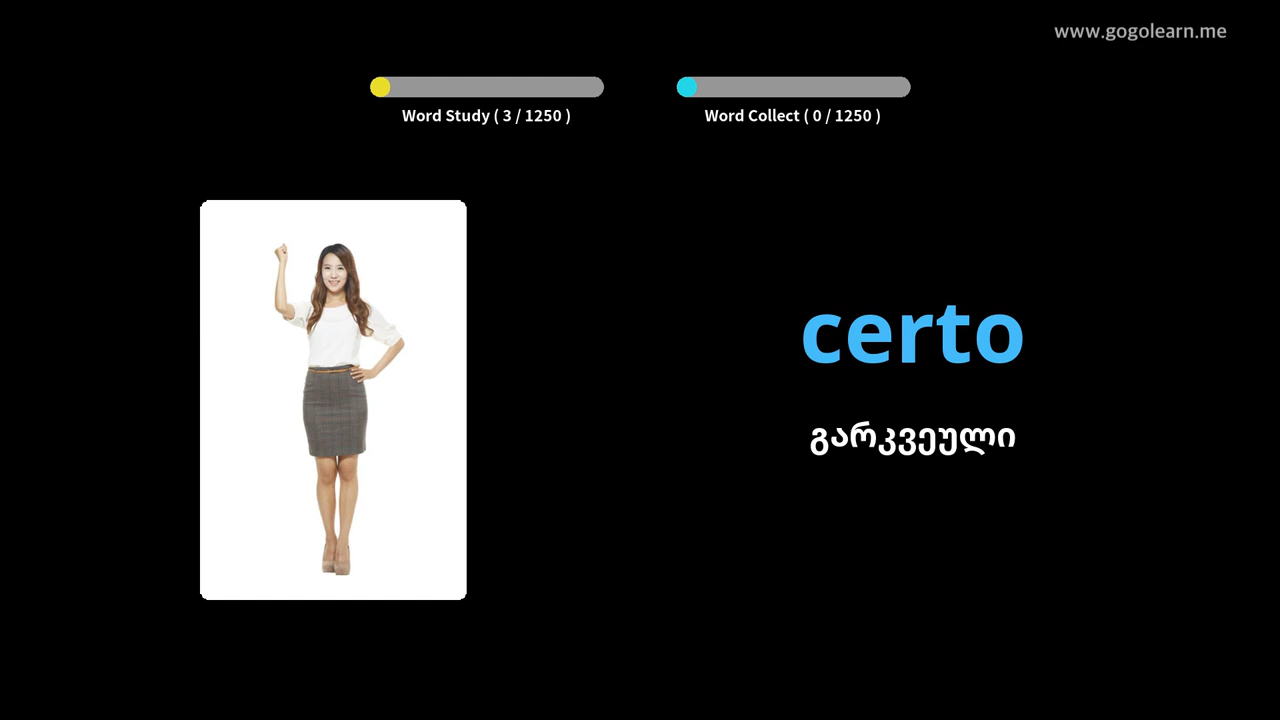 www.gogolearn.me
Word Study ( 3 / 1250 )
Word Collect ( 0 / 1250 )
certo
გარკვეული